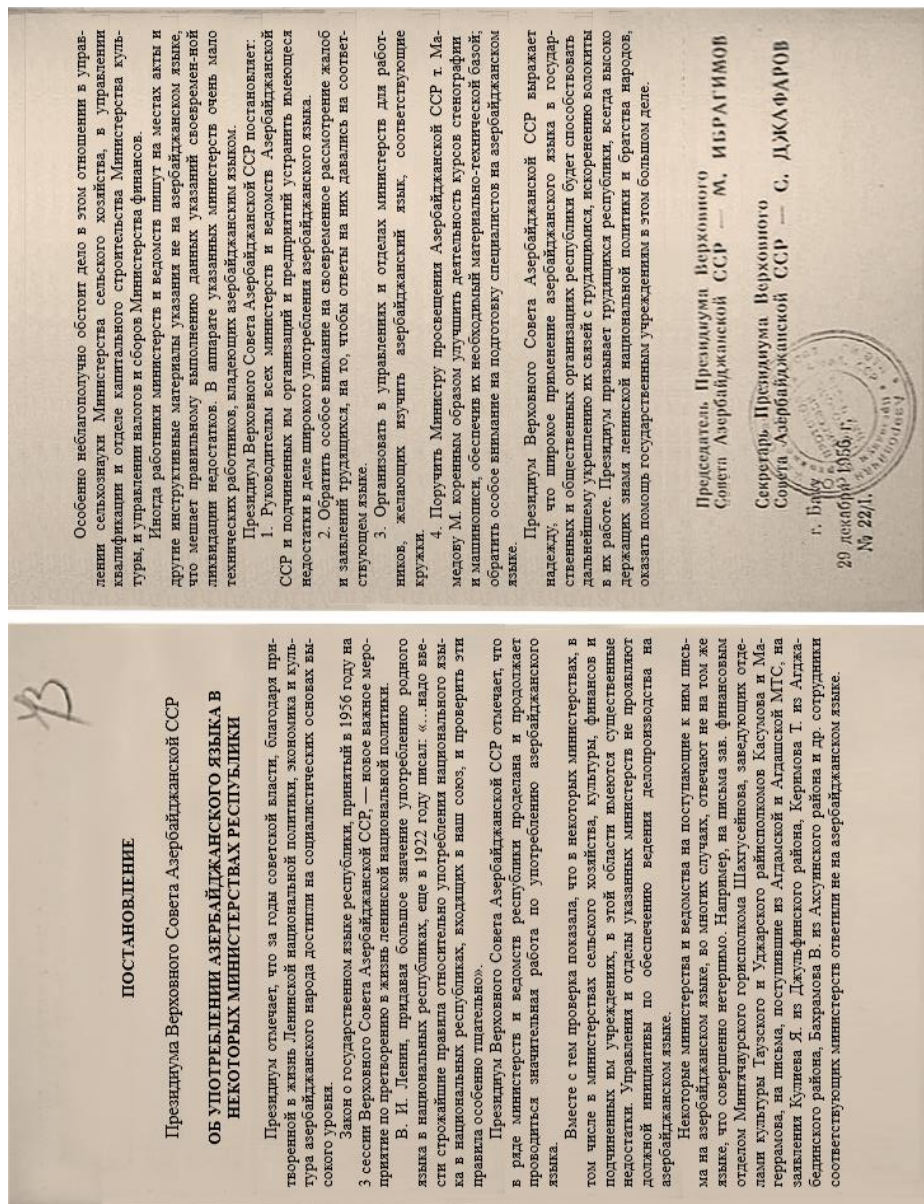 ПОСТАНОВЛЕНИЕ
Президиума Верховного Совета Азербайджанской ССР
ОБ УПОТРЕБЛЕНИИ АЗЕРБАЙДЖАНСКОГО ЯЗЫКА В
НЕКОТОРЫХ МИНИСТЕРСТВАХ РЕСПУБЛИКИ
Президиум отмечает, что за годы советской власти, благодаря при-
творенной в жизнь Ленинской национальной политики, экономика и куль-
тура азербайджанского народа достигли на социалистических основах вы-
сокого уровня.
Закон о государственном языке республики, принятый в 1956 году на
3 сессии Верховного Совета Азербайджанской ССР, — новое важное меро-
приятие по претворению в жизнь ленинской национальной политики.
В. И. Ленин, придавая большое значение употреблению родного
языка в национальных республиках, еще в 1922 году писал: «...надо вве-
сти строжайшие правила относительно употребления национального язы-
ка в национальных республиках, входящих в наш союз, и проверить эти
правила особенно тщательно».
Президиум Верховного Совета Азербайджанской ССР отмечает, что
в ряде министерств и ведомств республики проделана и продолжает
проводиться значительная работа по употреблению азербайджанского
языка.
Вместе с тем проверка показала, что в некоторых министерствах, в
том числе в министерствах сельского хозяйства, культуры, финансов и
подчиненных им учреждениях, в этой области имеются существенные
недостатки. Управления и отделы указанных министерств не проявляют
должной инициативы по обеспечению ведения делопроизводства на
азербайджанском языке.
Некоторые министерства и ведомства на поступающие к ним пись-
ма на азербайджанском языке, во многих случаях, отвечают не на том же
языке, что совершенно нетерпимо. Например, на письма зав. финансовым
отделом Мингячаурского горисполкома Шахгусейнова, заведующих отде-
лами культуры Таузского и Уджарского райисполкомов Касумова и Ма-
геррамова, на письма, поступившие из Агдамской и Агдашской МТС, на
заявления Кулиева Я. из Джульфинского района, Керимова Т. из Агджа-
бединского района, Бахрамова В. из Ахсуинского района и др. сотрудники
соответствующих министерств ответили не на азербайджанском языке.
Особенно неблагополучно обстоит дело в этом отношении в управ-
лении сельхознауки Министерства сельского хозяйства, в управлении
квалификации и отделе капитального строительства Министерства куль-
туры, и управлении налогов и сборов Министерства финансов.
Иногда работники министерств и ведомств пишут на местах акты и
другие инструктивные материалы указания не на азербайджанском языке,
что мешает правильному выполнению данных указаний своевремен-ной
ликвидации недостатков. В аппарате указанных министерств очень мало
технических работников, владеющих азербайджанским языком.
Президиум Верховного Совета Азербайджанской ССР постановляет:
1. Руководителям всех министерств и ведомств Азербайджанской
ССР и подчиненных им организаций и предприятий устранить имеющиеся
недостатки в деле широкого употребления азербайджанского языка.
2. Обратить особое внимание на своевременное рассмотрение жалоб
и заявлений трудящихся, на то, чтобы ответы на них давались на соответ-
ствующем языке.
3. Организовать в управлениях и отделах министерств для работ-
ников, желающих изучить азербайджанский язык, соответствующие
кружки.
4. Поручить Министру просвещения Азербайджанской ССР т. Ма-
медову М. коренным образом улучшить деятельность курсов стенографии
и машинописи, обеспечив их необходимый материально-технической базой;
обратить особое внимание на подготовку специалистов на азербайджанском
языке.
Президиум Верховного Совета Азербайджанской ССР выражает
надежду, что широкое применение азербайджанского языка в государ-
ственных и общественных организациях республики будет способствовать
дальнейшему укреплению их связей с трудящимися, искоренению волокиты
в их работе. Президиум призывает трудящихся республики, всегда высоко
держащих знамя ленинской национальной политики и братства народов,
оказать помощь государственным учреждениям в этом большом деле.
Председатель Президиума Верховного
Совета Азербайджанской ССР — М. ИБРАГИМОВ
Секретарь Президиума Верховного
Совета Азербайджанской ССР — С. ДЖАФАРОВ
г. Баку
29 декабря 1956 г.
№ 22/1.